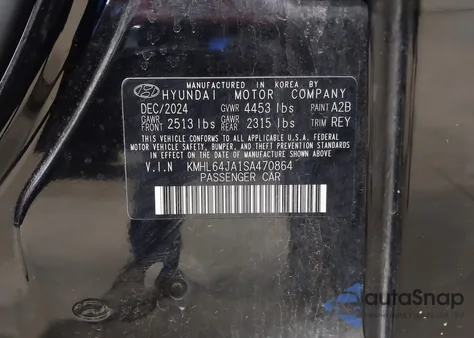 MANUFACTURED IN KOREA BY
HYUNDAI MOTOR COMPANY
DEC/2024 GVWR 4453 lbs PAINT A2B
GAWR FRONT 2513 lbs GAWR REAR 2315 lbs TRIM REY
THIS VEHICLE CONFORMS TO ALL APPLICABLE U.S.A. FEDERAL
MOTOR VEHICLE SAFETY, BUMPER, AND THEFT PREVENTION
STANDARDS IN EFFECT ON THE DATE OF MANUFACTURE
SHOWN ABOVE.
V.I.N KMHL64JA1SA470864
PASSENGER CAR
autoSnap